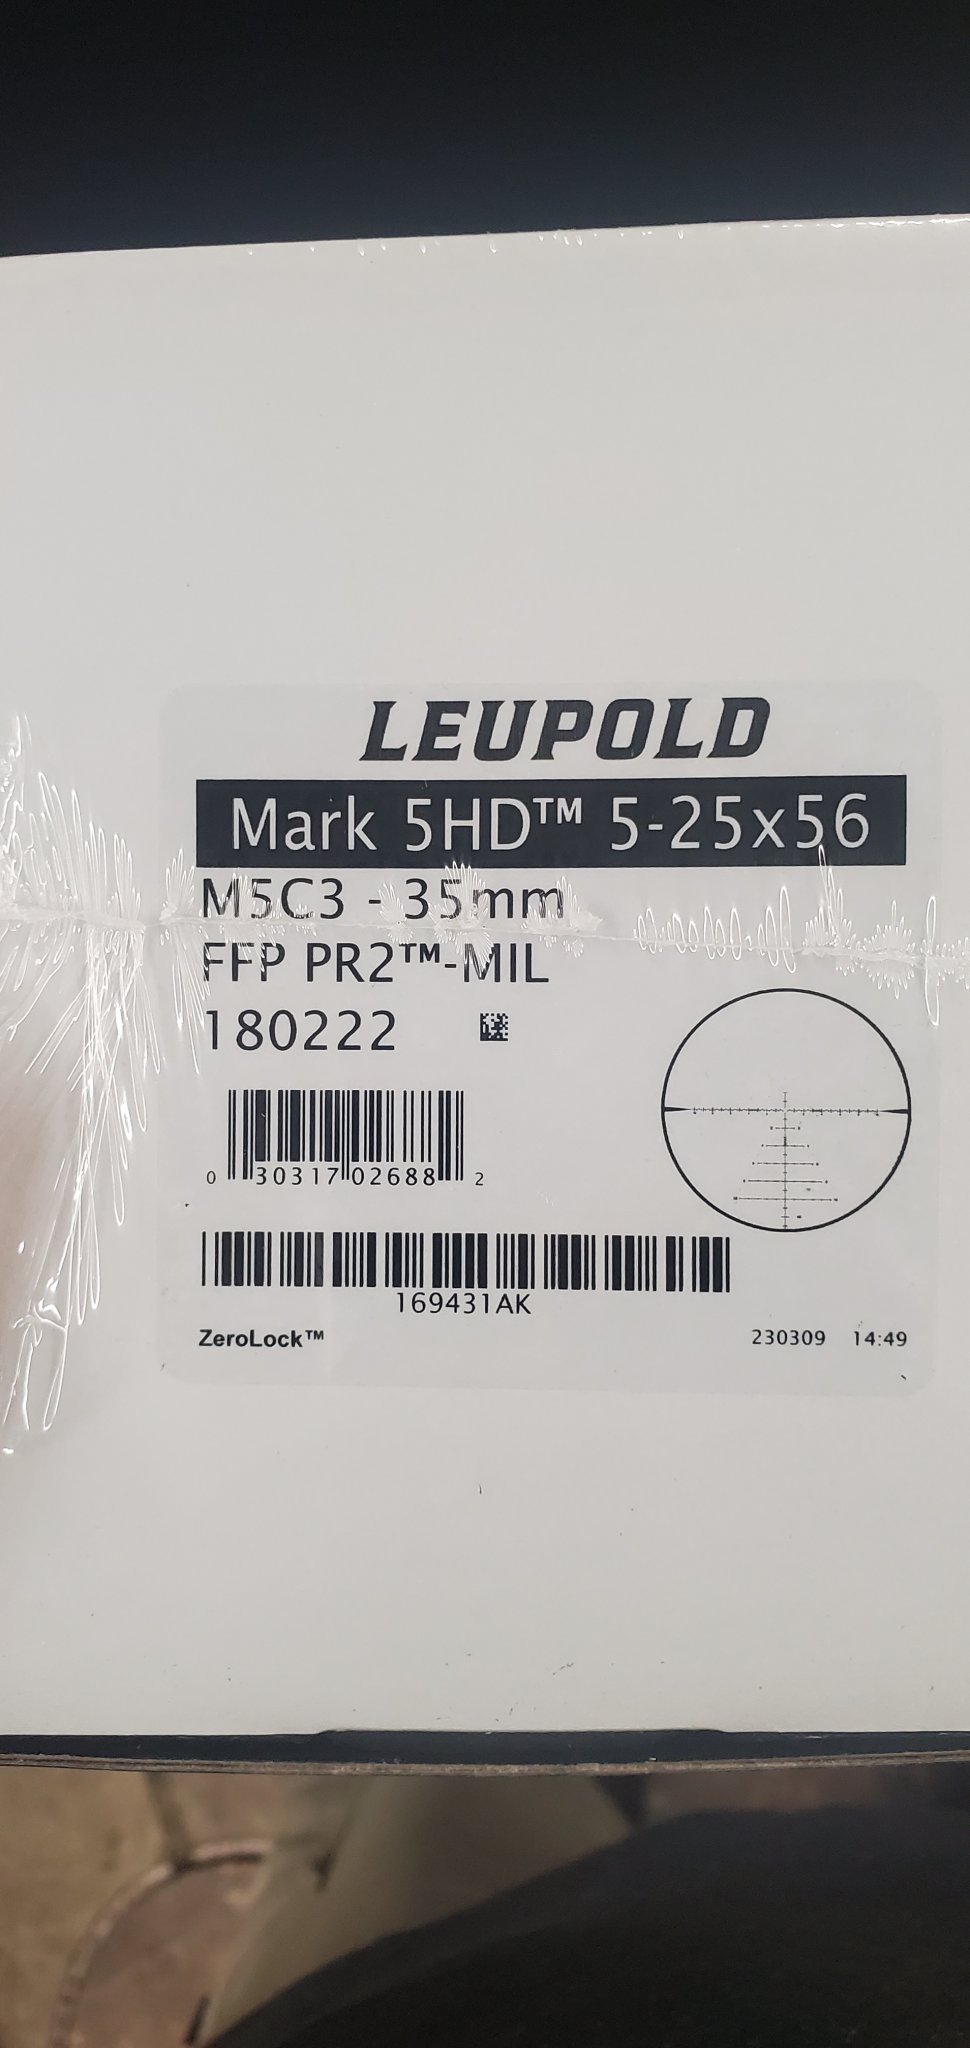 LEUPOLD
Mark 5HD™ 5-25x56
M5C3 - 35mm
FFP PR2™-MIL
180222
0 30317 02688 2
169431AK
ZeroLock™ 230309 14:49